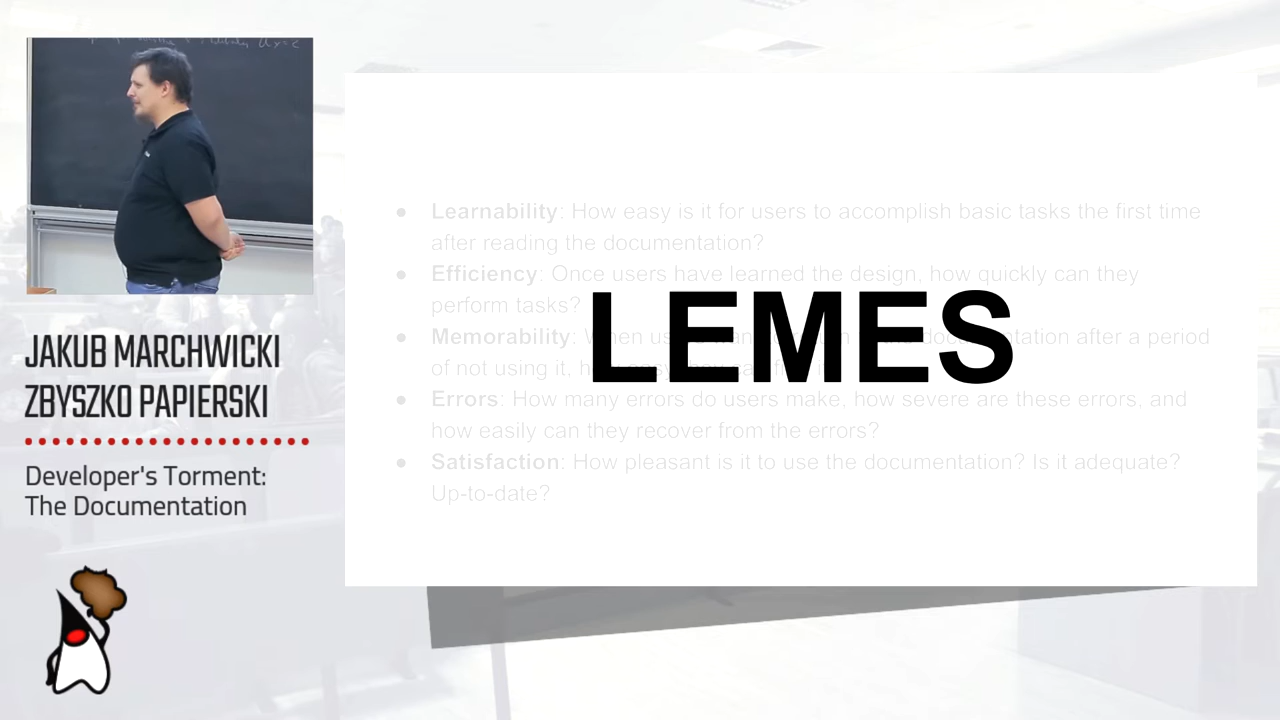 JAKUB MARCHWICKI
ZBYSZKO PAPIERSKI
Developer's Torment:
The Documentation
● Learnability: How easy is it for users to accomplish basic tasks the first time
after reading the documentation?
● Efficiency: Once users have learned the design, how quickly can they
perform tasks?
● Memorability: When after a period
of not using it,
● Errors: How many errors do users make, how severe are these errors, and
how easily can they recover from the errors?
● Satisfaction: How pleasant is it to use the documentation? Is it adequate?
Up-to-date?
LEMES